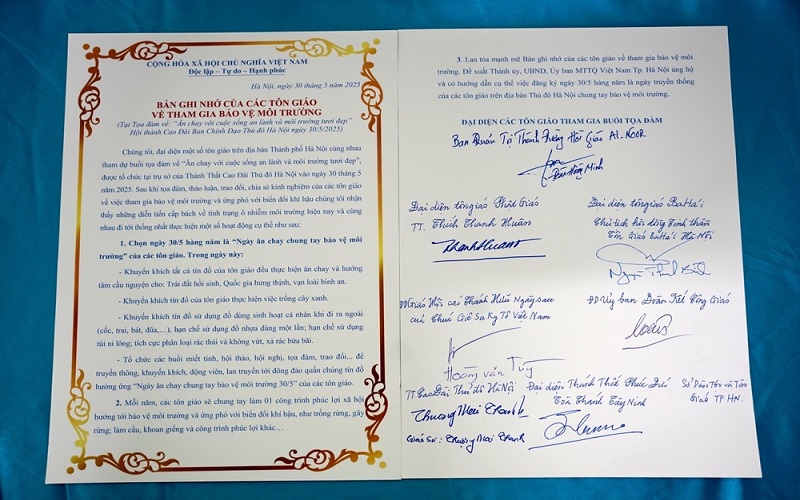 CỘNG HÒA XÃ HỘI CHỦ NGHĨA VIỆT NAM
Độc lập – Tự do – Hạnh phúc
Hà Nội, ngày 30 tháng 5 năm 2025
BẢN GHI NHỚ CỦA CÁC TÔN GIÁO
VỀ THAM GIA BẢO VỆ MÔI TRƯỜNG
(Tại Tọa đàm về: "Ăn chay với cuộc sống an lành và môi trường tươi đẹp"
Hội thánh Cao Đài Ban Chỉnh Đạo Thủ đô Hà Nội ngày 30/5/2025)
Chúng tôi, đại diện một số tôn giáo trên địa bàn Thành phố Hà Nội cùng nhau
tham dự buổi tọa đàm về "Ăn chay với cuộc sống an lành và môi trường tươi đẹp",
được tổ chức tại trụ sở của Thánh Thất Cao Đài Thủ đô Hà Nội vào ngày 30 tháng
5 năm 2025. Sau khi tọa đàm, thảo luận, trao đổi, chia sẻ kinh nghiệm của các tôn giáo
về việc tham gia bảo vệ môi trường và ứng phó với biến đổi khí hậu chúng tôi nhận
thấy những diễn tiến cấp bách về tình trạng ô nhiễm môi trường hiện nay và cùng
nhau đi tới thống nhất thực hiện một số hoạt động cụ thể như sau:
1. Chọn ngày 30/5 hàng năm là "Ngày ăn chay chung tay bảo vệ môi
trường" của các tôn giáo. Trong ngày này:
- Khuyến khích tất cả tín đồ của tôn giáo đều thực hiện ăn chay và hướng
tâm cầu nguyện cho: Trái đất hồi sinh, Quốc gia hưng thịnh, vạn loài bình an.
- Khuyến khích tín đồ của tôn giáo thực hiện việc trồng cây xanh.
- Khuyến khích tín đồ sử dụng đồ dùng sinh hoạt cá nhân khi đi ra ngoài
(cốc, trai, bát, đũa,…), hạn chế sử dụng đồ nhựa dùng một lần; hạn chế sử dụng
túi ni lông; tích cực phân loại rác thải và không vứt, xả rác bừa bãi.
- Tổ chức các buổi miết tinh, hội thảo, hội nghị, tọa đàm, trao đổi... để
truyền thông, khuyến khích, động viên, lan truyền tới đông đảo quần chúng tín đồ
hưởng ứng "Ngày ăn chay chung tay bảo vệ môi trường 30/5" của các tôn giáo.
2. Mỗi năm, các tôn giáo sẽ chung tay làm 01 công trình phúc lợi xã hội
hướng tới bảo vệ môi trường và ứng phó với biến đổi khí hậu, như trồng rừng, gây
rừng; làm cầu, khoan giếng và công trình phúc lợi khác…
3. Lan tỏa mạnh mẽ Bản ghi nhớ của các tôn giáo về tham gia bảo vệ môi
trường. Đề xuất Thành ủy, UBND, Ủy ban MTTQ Việt Nam Tp. Hà Nội ủng hộ
và có hướng dẫn cụ thể việc đăng ký ngày 30/5 hàng năm là ngày truyền thống
của các tôn giáo trên địa bàn Thủ đô Hà Nội chung tay bảo vệ môi trường.
ĐẠI DIỆN CÁC TÔN GIÁO THAM GIA BUỔI TỌA ĐÀM
Ban Quản Trị Thánh Đường Hồi Giáo AL-NOOR
Đại diện tôn giáo Phật Giáo
TT. Thích Thanh Huân
Thanh Huân
Đại diện tôn giáo BaHa'i
Chủ tịch hội đồng tinh thần
Tôn Giáo BaHa'i Hà Nội
ĐD Giáo Hội các Thánh Hữu Ngày sau
của Chúa Giê Su Ky Tô Việt Nam
Hoàng Văn Tùng
ĐD Ủy ban Đoàn Kết Công Giáo
TT Cao Đài Thủ đô Hà Nội
Thượng Mai Thanh
Giáo Sư: Thượng Mai Thanh
Đại diện Thánh Thất Phúc Đức
Tòa Thánh Tây Ninh
Sở Dân Tộc và Tôn
Giáo TP HN.